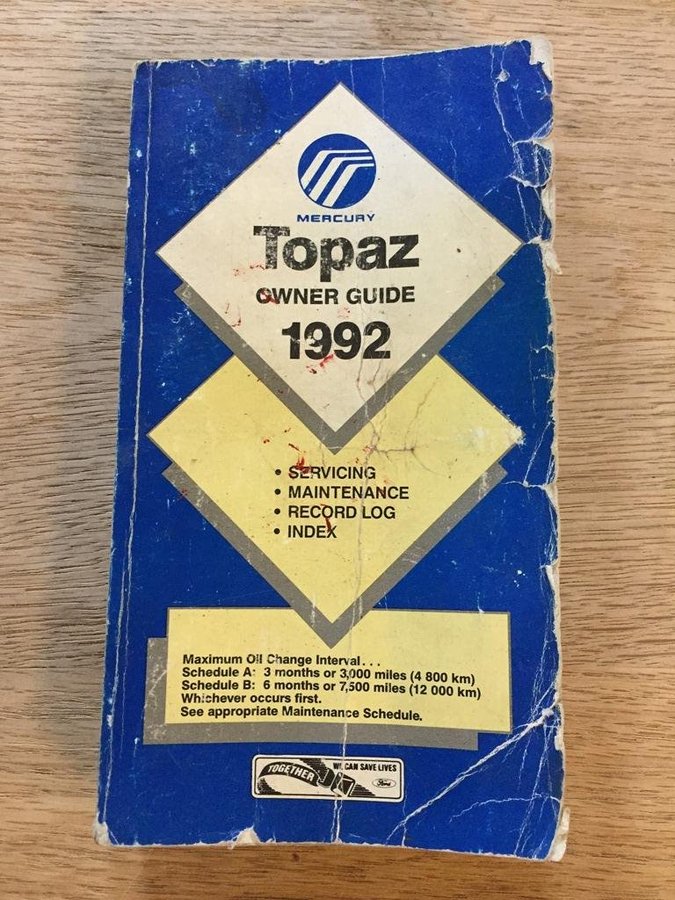 MERCURY
Topaz
OWNER GUIDE
1992
• SERVICING
• MAINTENANCE
• RECORD LOG
• INDEX
Maximum Oil Change Interval...
Schedule A: 3 months or 3,000 miles (4 800 km)
Schedule B: 6 months or 7,500 miles (12 000 km)
Whichever occurs first.
See appropriate Maintenance Schedule.
TOGETHER WE CAN SAVE LIVES
Ford